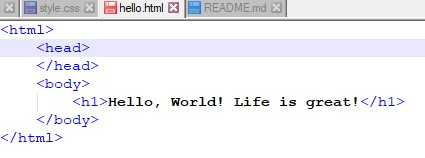 style.css hello.html README.md
<html>
<head>
</head>
<body>
<h1>Hello, World! Life is great!</h1>
</body>
</html>